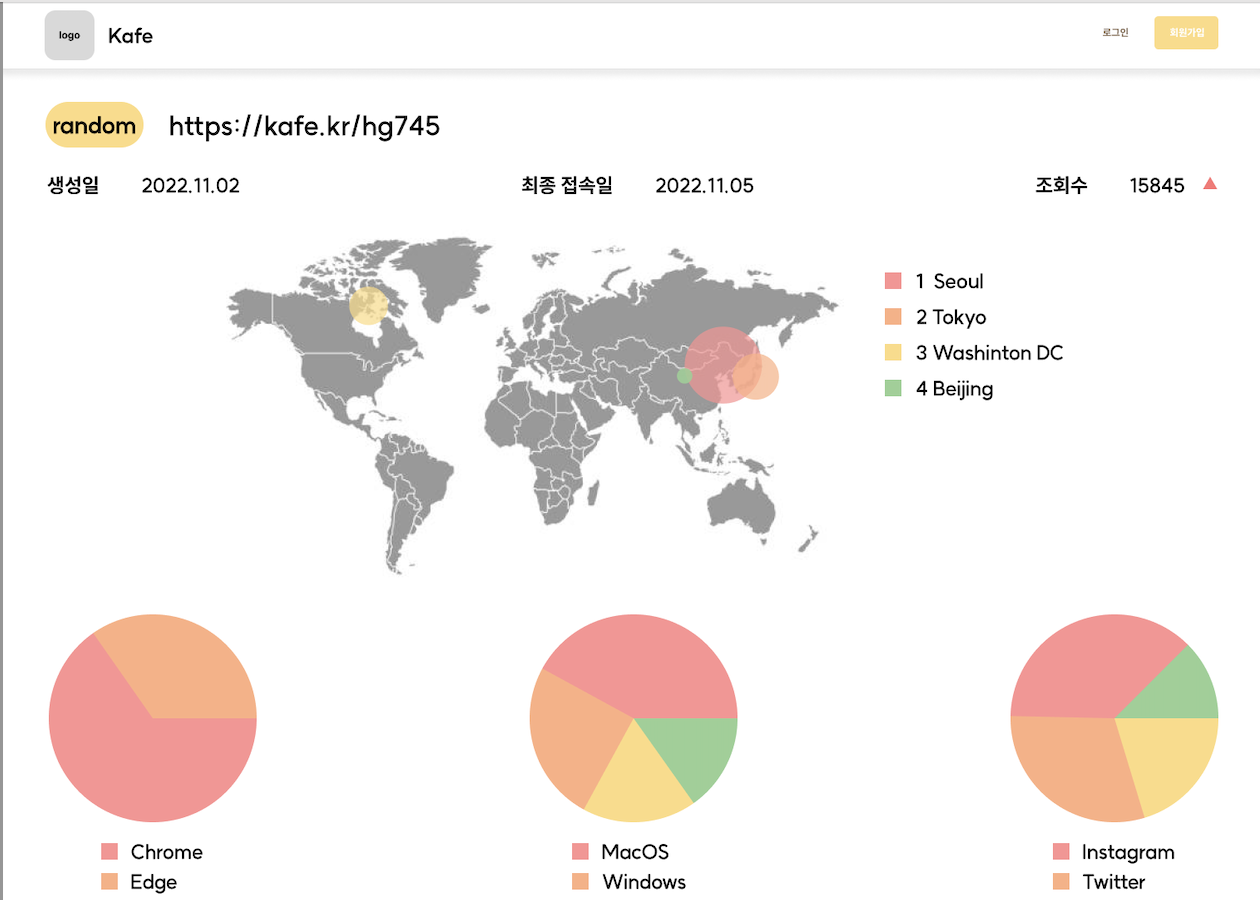 logo Kafe 로그인 회원가입
random https://kafe.kr/hg745
생성일 2022.11.02 최종 접속일 2022.11.05 조회수 15845
1 Seoul
2 Tokyo
3 Washinton DC
4 Beijing
Chrome
Edge
MacOS
Windows
Instagram
Twitter